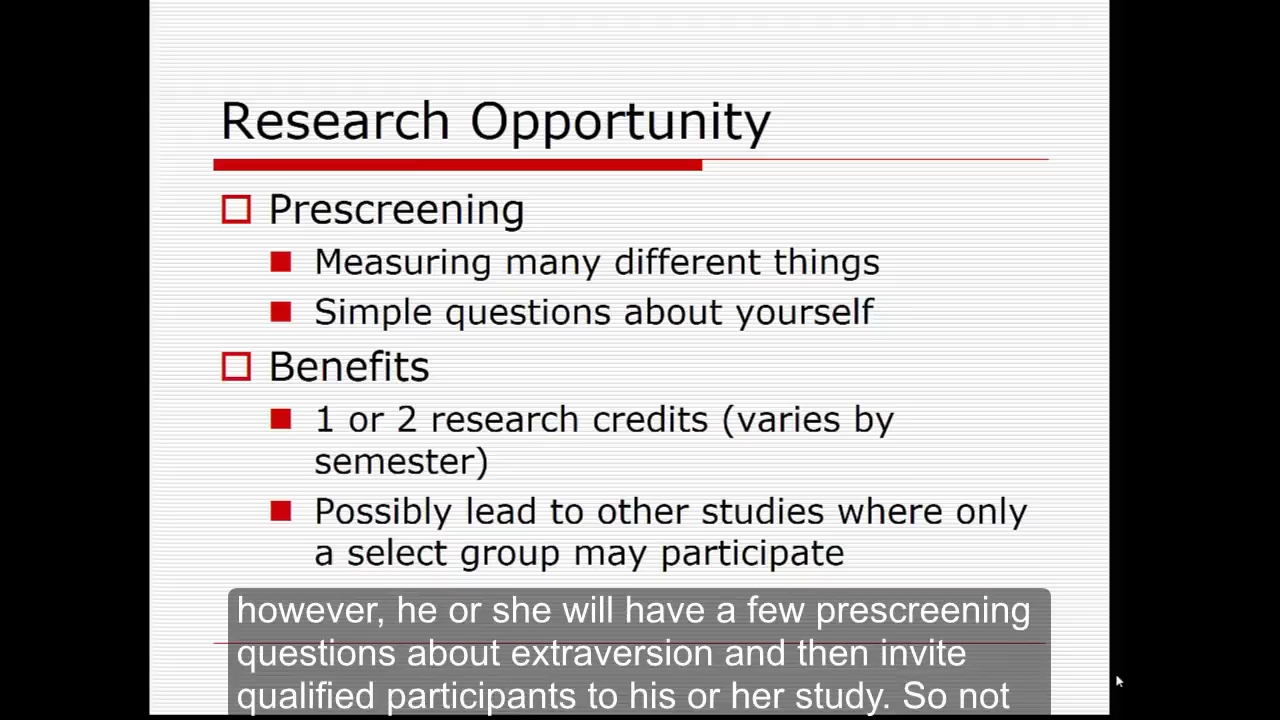 Research Opportunity
Prescreening
Measuring many different things
Simple questions about yourself
Benefits
1 or 2 research credits (varies by
semester)
Possibly lead to other studies where only
a select group may participate
however, he or she will have a few prescreening
questions about extraversion and then invite
qualified participants to his or her study. So not